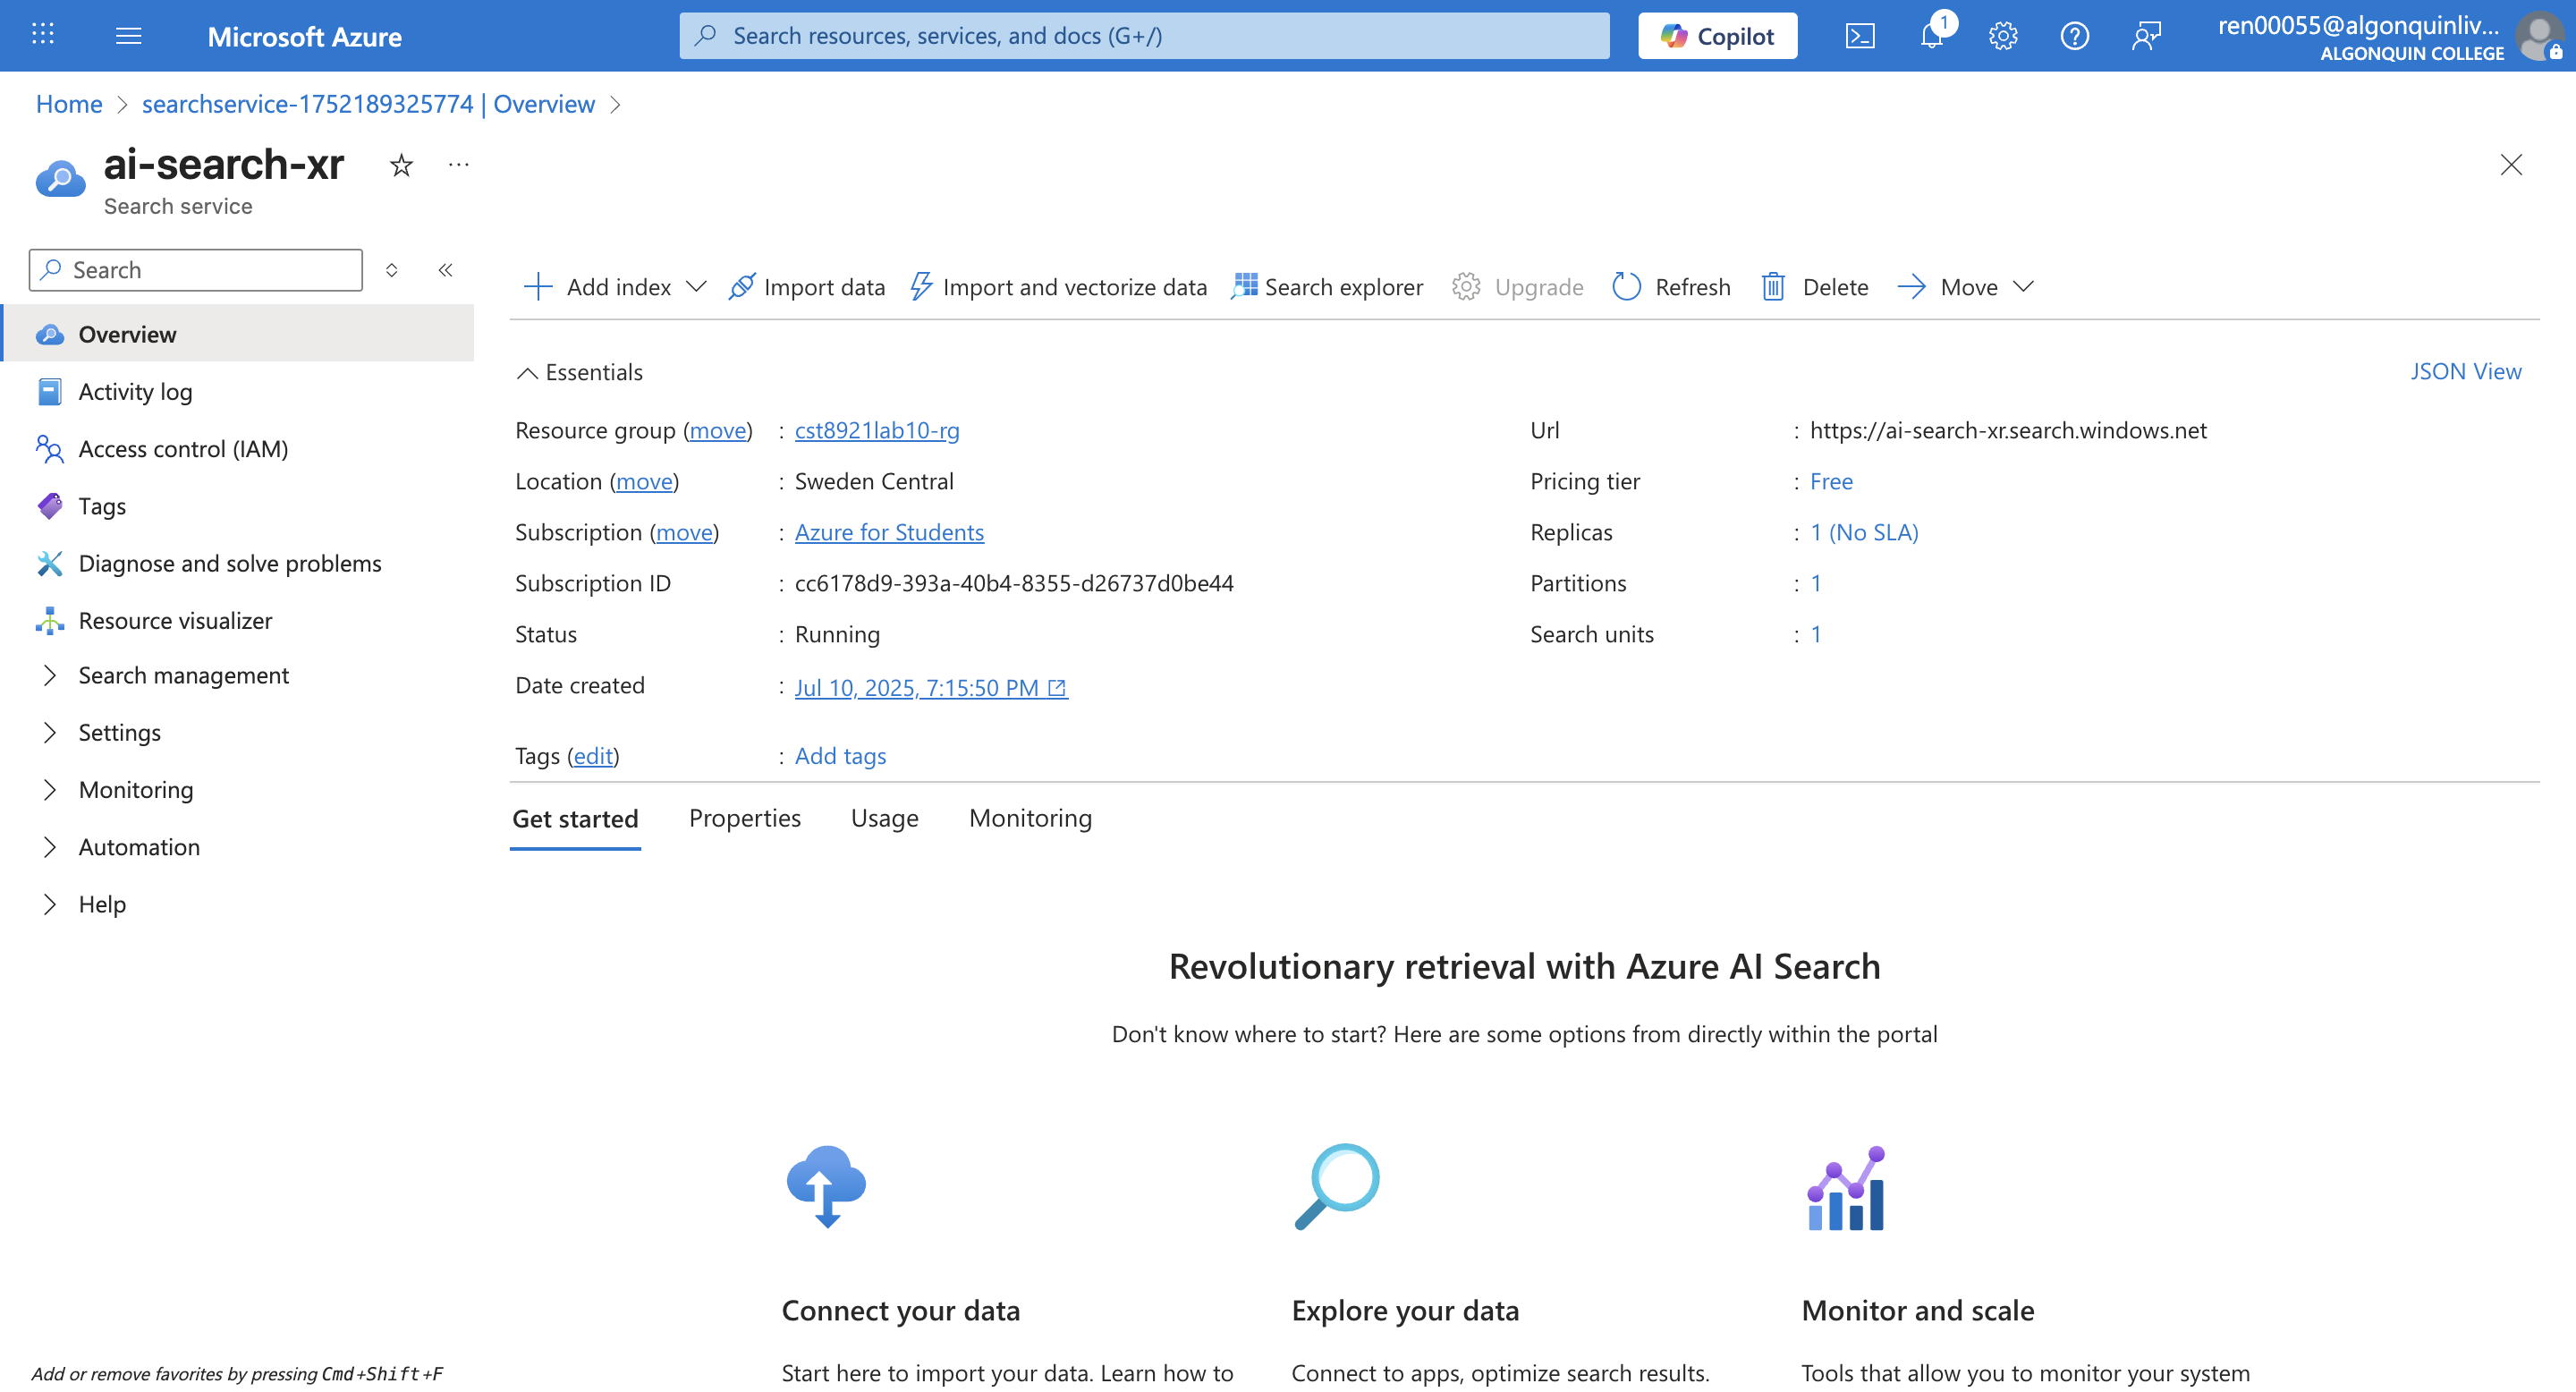 Microsoft Azure
Search resources, services, and docs (G+/)
Copilot
1
ren00055@algonquinliv...
ALGONQUIN COLLEGE
Home > searchservice-1752189325774 | Overview >
ai-search-xr
Search service
Search
Overview
Activity log
Access control (IAM)
Tags
Diagnose and solve problems
Resource visualizer
Search management
Settings
Monitoring
Automation
Help
Add or remove favorites by pressing Cmd+Shift+F
Add index
Import data
Import and vectorize data
Search explorer
Upgrade
Refresh
Delete
Move
Essentials
JSON View
Resource group (move) : cst8921lab10-rg
Location (move) : Sweden Central
Subscription (move) : Azure for Students
Subscription ID : cc6178d9-393a-40b4-8355-d26737d0be44
Status : Running
Date created : Jul 10, 2025, 7:15:50 PM
Url : https://ai-search-xr.search.windows.net
Pricing tier : Free
Replicas : 1 (No SLA)
Partitions : 1
Search units : 1
Tags (edit) : Add tags
Get started
Properties
Usage
Monitoring
Revolutionary retrieval with Azure AI Search
Don't know where to start? Here are some options from directly within the portal
Connect your data
Start here to import your data. Learn how to
Explore your data
Connect to apps, optimize search results.
Monitor and scale
Tools that allow you to monitor your system